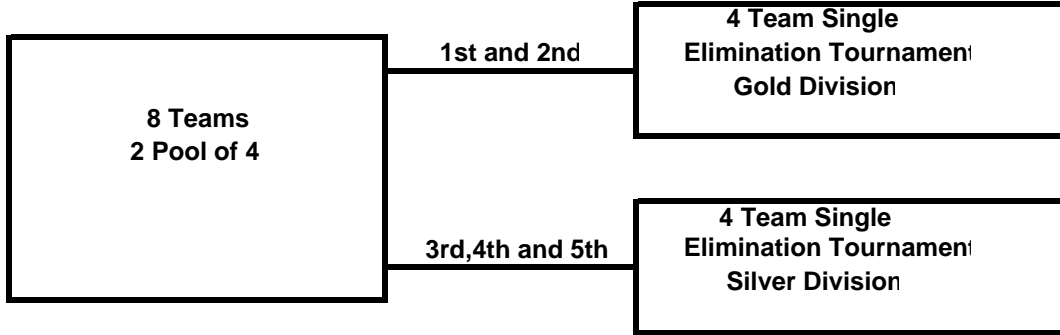 8 Teams
2 Pool of 4
1st and 2nd
4 Team Single
Elimination Tournament
Gold Division
3rd,4th and 5th
4 Team Single
Elimination Tournament
Silver Division